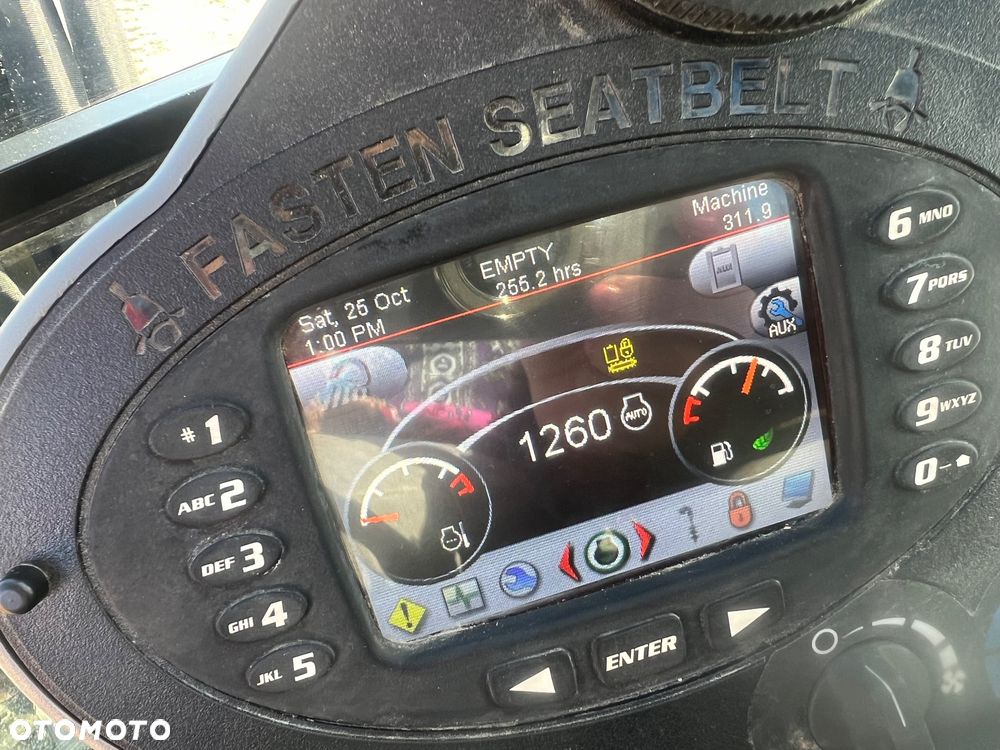 FASTEN SEATBELT
Machine
311.9
EMPTY
255.2 hrs
Sat, 25 Oct
1:00 PM
AUX
AUX
1260
AUTO
# 1
ABC 2
DEF 3
GHI 4
JKL 5
6 MNO
7 PQRS
8 TUV
9 WXYZ
0
ENTER
OTOMOTO